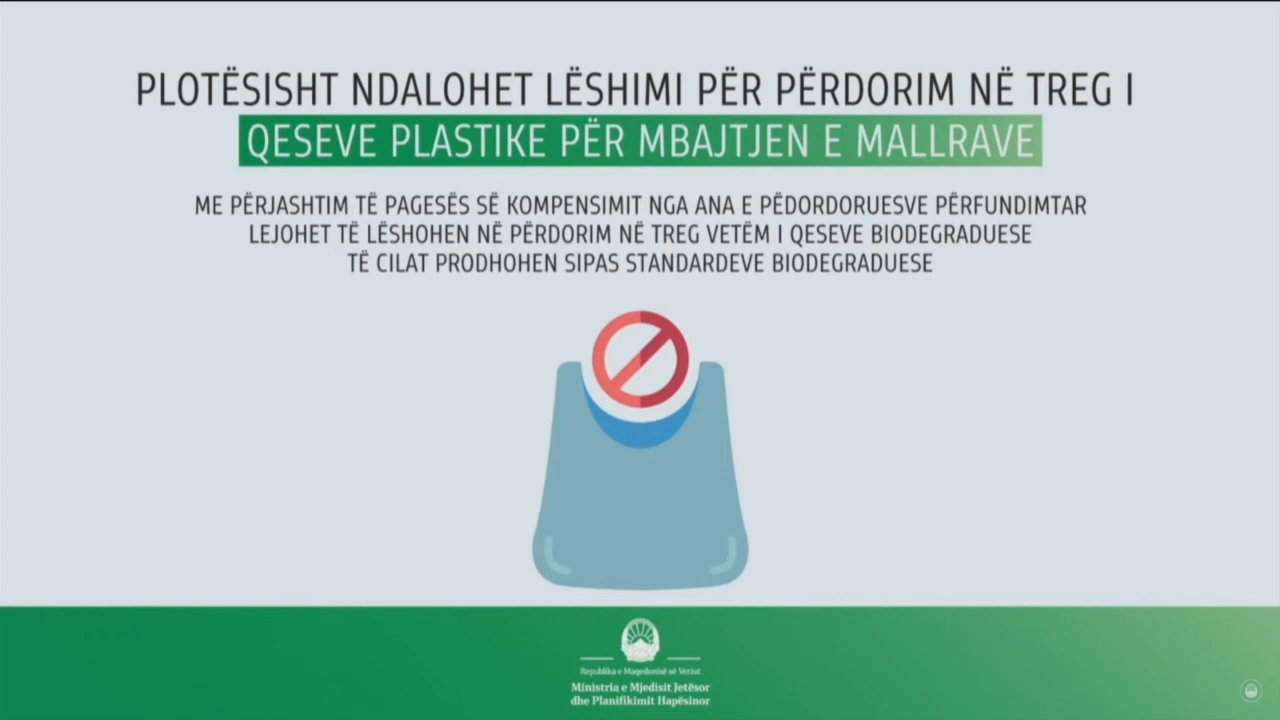 PLOTËSISHT NDALOHET LËSHIMI PËR PËRDORIM NË TREG I
QESEVE PLASTIKE PËR MBAJTJEN E MALLRAVE
ME PËRJASHTIM TË PAGESËS SË KOMPENSIMIT NGA ANA E PËDORDORUESVE PËRFUNDIMTAR
LEJOHET TË LËSHOHEN NË PËRDORIM NË TREG VETËM I QESEVE BIODEGRADUESE
TË CILAT PRODHOHEN SIPAS STANDARDEVE BIODEGRADUESE
Republika e Maqedonisë së Veriut
Ministria e Mjedisit Jetësor
dhe Planifikimit Hapësinor